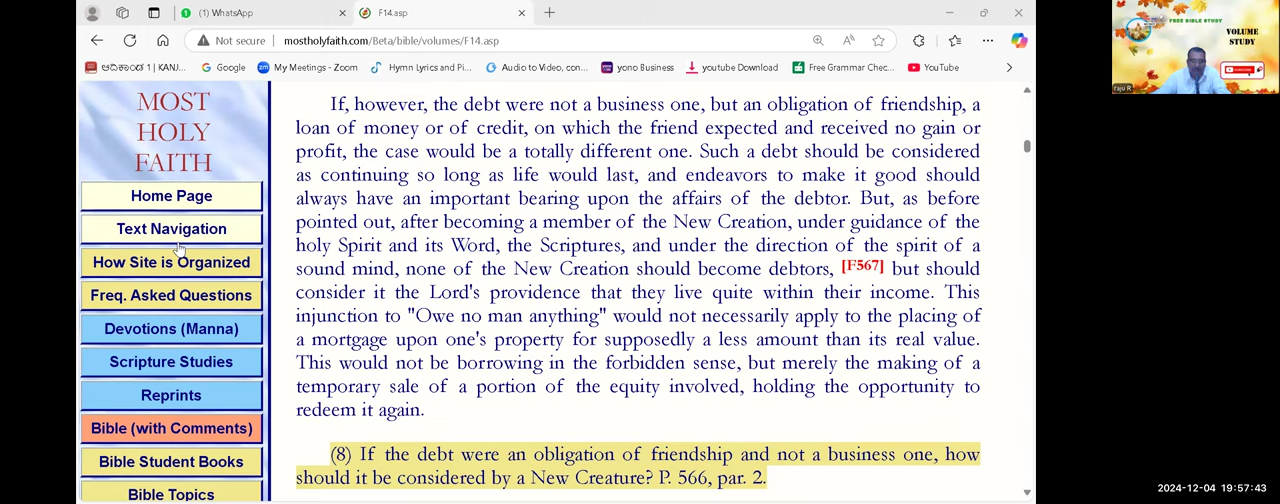 (1) WhatsApp
F14.asp
Not secure
mostholyfaith.com/Beta/bible/volumes/F14.asp
ಆದಿಕಾಂಡ 1 | KANJ...
Google
My Meetings - Zoom
Hymn Lyrics and Pi...
Audio to Video, con...
yono Business
youtube Download
Free Grammar Chec...
YouTube
MOST
HOLY
FAITH
Home Page
Text Navigation
How Site is Organized
Freq. Asked Questions
Devotions (Manna)
Scripture Studies
Reprints
Bible (with Comments)
Bible Student Books
Bible Topics
If, however, the debt were not a business one, but an obligation of friendship, a
loan of money or of credit, on which the friend expected and received no gain or
profit, the case would be a totally different one. Such a debt should be considered
as continuing so long as life would last, and endeavors to make it good should
always have an important bearing upon the affairs of the debtor. But, as before
pointed out, after becoming a member of the New Creation, under guidance of the
holy Spirit and its Word, the Scriptures, and under the direction of the spirit of a
sound mind, none of the New Creation should become debtors, [F567] but should
consider it the Lord's providence that they live quite within their income. This
injunction to "Owe no man anything" would not necessarily apply to the placing of
a mortgage upon one's property for supposedly a less amount than its real value.
This would not be borrowing in the forbidden sense, but merely the making of a
temporary sale of a portion of the equity involved, holding the opportunity to
redeem it again.
(8) If the debt were an obligation of friendship and not a business one, how
should it be considered by a New Creature? P. 566, par. 2.
FREE BIBLE STUDY
VOLUME
STUDY
raju R
2024-12-04 19:57:43